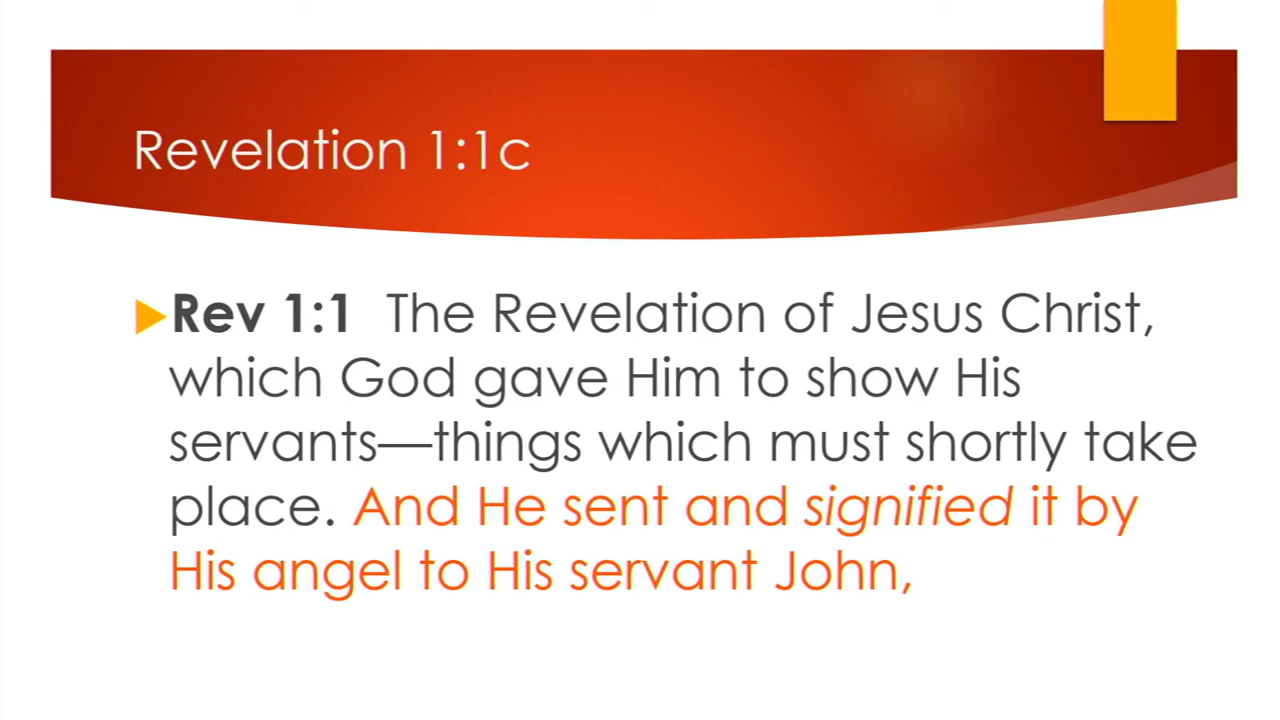 Revelation 1:1c
Rev 1:1 The Revelation of Jesus Christ,
which God gave Him to show His
servants—things which must shortly take
place. And He sent and signified it by
His angel to His servant John,